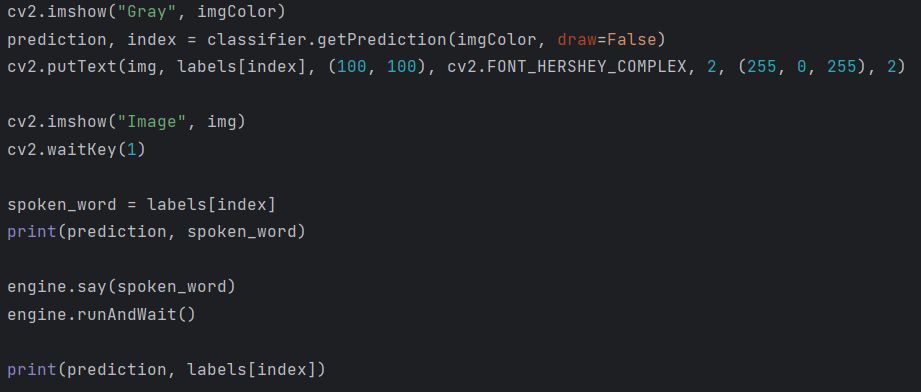 cv2.imshow("Gray", imgColor)
prediction, index = classifier.getPrediction(imgColor, draw=False)
cv2.putText(img, labels[index], (100, 100), cv2.FONT_HERSHEY_COMPLEX, 2, (255, 0, 255), 2)
cv2.imshow("Image", img)
cv2.waitKey(1)
spoken_word = labels[index]
print(prediction, spoken_word)
engine.say(spoken_word)
engine.runAndWait()
print(prediction, labels[index])